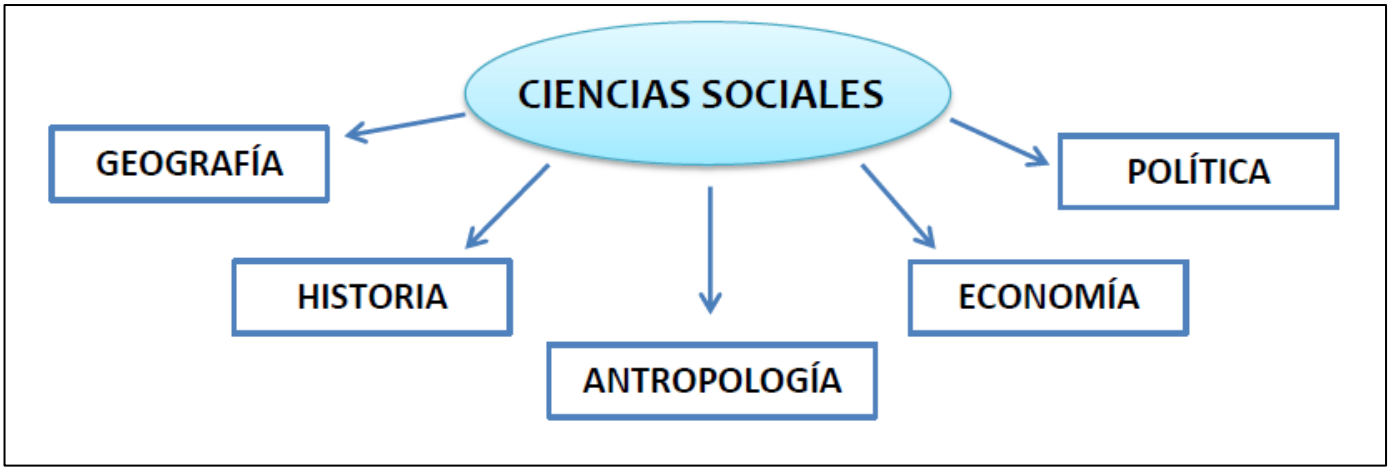 CIENCIAS SOCIALES
GEOGRAFÍA
HISTORIA
ANTROPOLOGÍA
ECONOMÍA
POLÍTICA